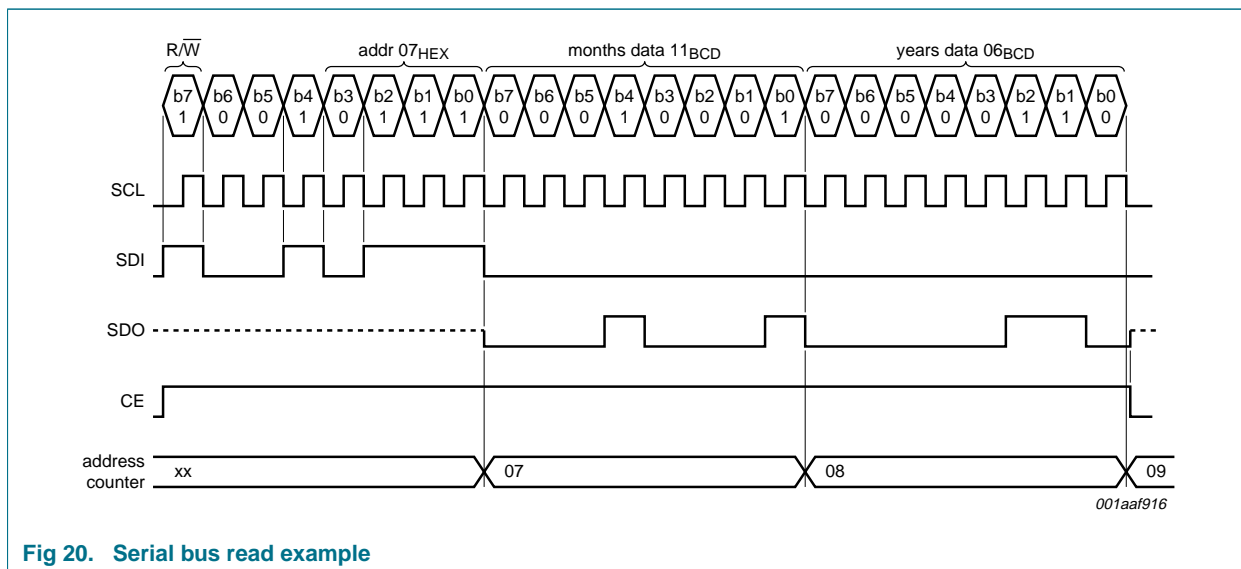 R/W̅ addr 07HEX months data 11BCD years data 06BCD
b7 b6 b5 b4 b3 b2 b1 b0 b7 b6 b5 b4 b3 b2 b1 b0 b7 b6 b5 b4 b3 b2 b1 b0
1 0 0 1 0 1 1 1 0 0 0 1 0 0 0 1 0 0 0 0 0 1 1 0
SCL
SDI
SDO
CE
address
counter
xx 07 08 09
001aaf916
Fig 20. Serial bus read example